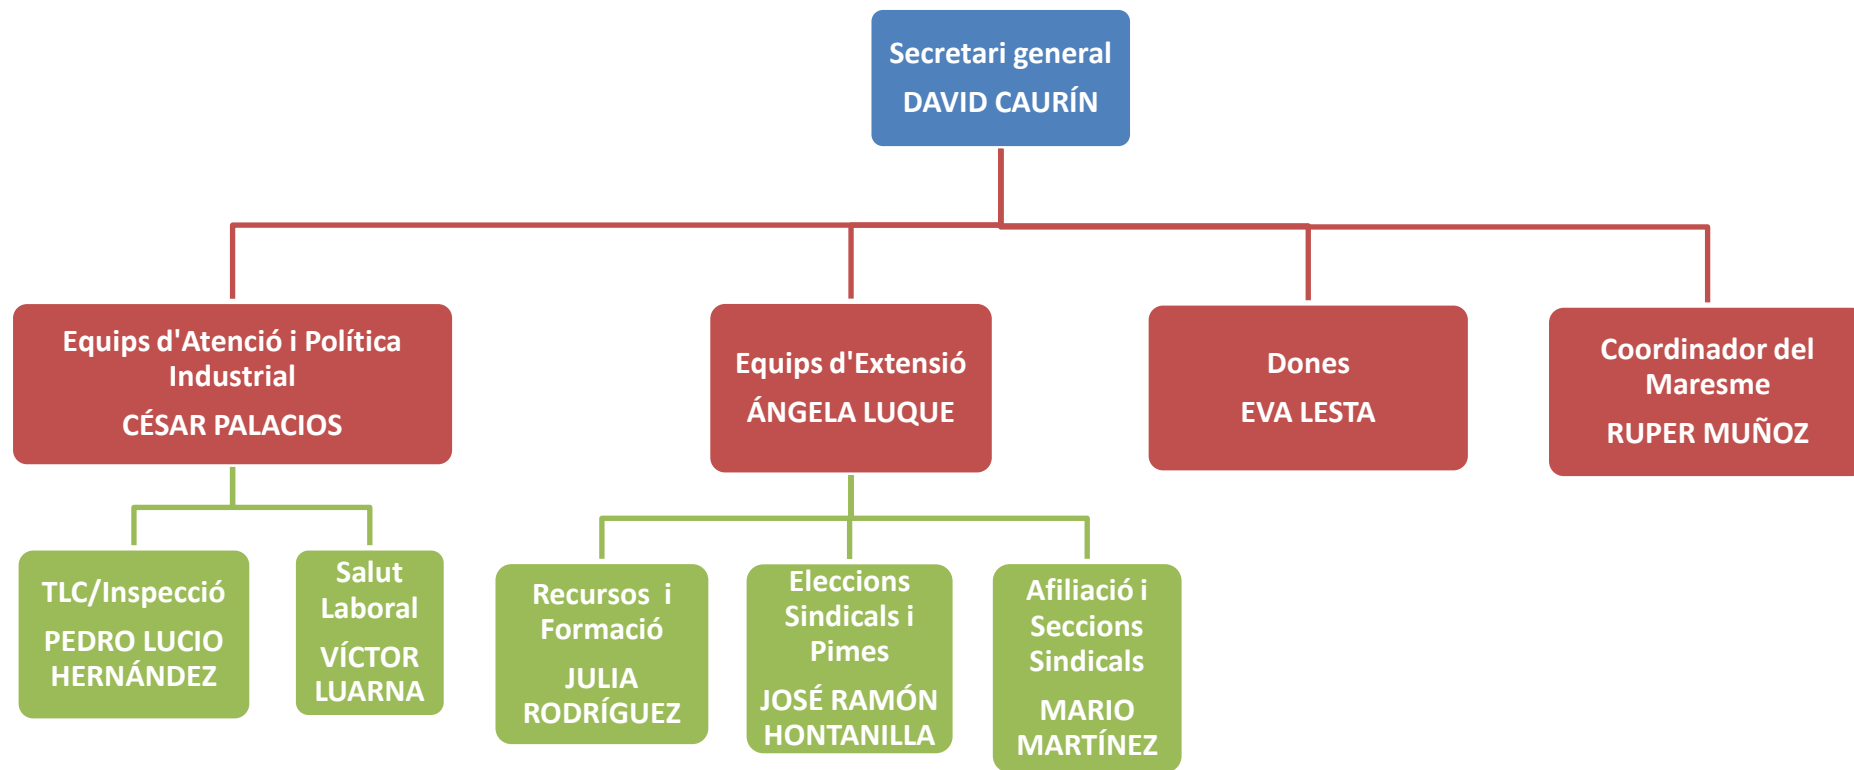 Secretari general
DAVID CAURÍN
Equips d'Atenció i Política
Industrial
CÉSAR PALACIOS
Equips d'Extensió
ÁNGELA LUQUE
Dones
EVA LESTA
Coordinador del
Maresme
RUPER MUÑOZ
TLC/Inspecció
PEDRO LUCIO
HERNÁNDEZ
Salut
Laboral
VÍCTOR
LUARNA
Recursos i
Formació
JULIA
RODRÍGUEZ
Eleccions
Sindicals i
Pimes
JOSÉ RAMÓN
HONTANILLA
Afiliació i
Seccions
Sindicals
MARIO
MARTÍNEZ